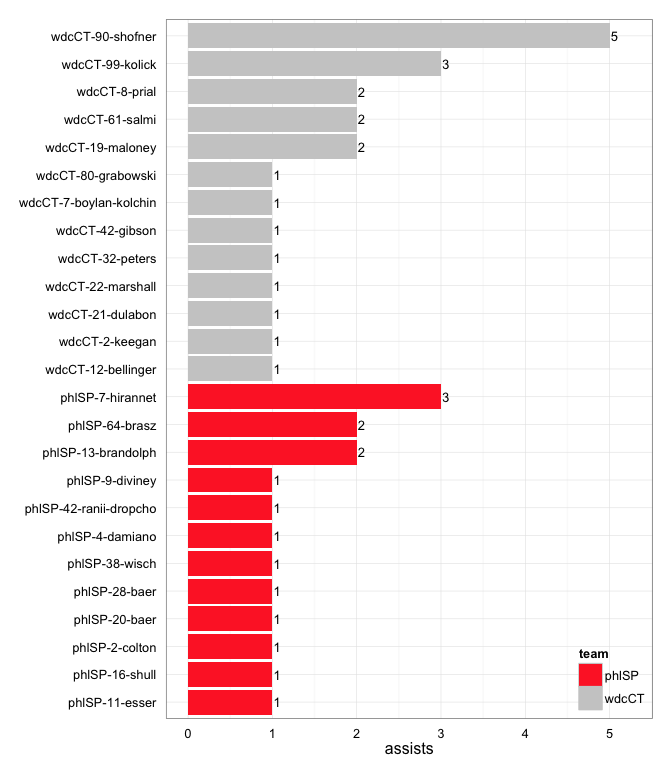 wdcCT-90-shofner 5
wdcCT-99-kolick 3
wdcCT-8-prial 2
wdcCT-61-salmi 2
wdcCT-19-maloney 2
wdcCT-80-grabowski 1
wdcCT-7-boylan-kolchin 1
wdcCT-42-gibson 1
wdcCT-32-peters 1
wdcCT-22-marshall 1
wdcCT-21-dulabon 1
wdcCT-2-keegan 1
wdcCT-12-bellinger 1
phlSP-7-hirannet 3
phlSP-64-brasz 2
phlSP-13-brandolph 2
phlSP-9-diviney 1
phlSP-42-ranii-dropcho 1
phlSP-4-damiano 1
phlSP-38-wisch 1
phlSP-28-baer 1
phlSP-20-baer 1
phlSP-2-colton 1
phlSP-16-shull 1
phlSP-11-esser 1
team
phlSP
wdcCT
0 1 2 3 4 5
assists